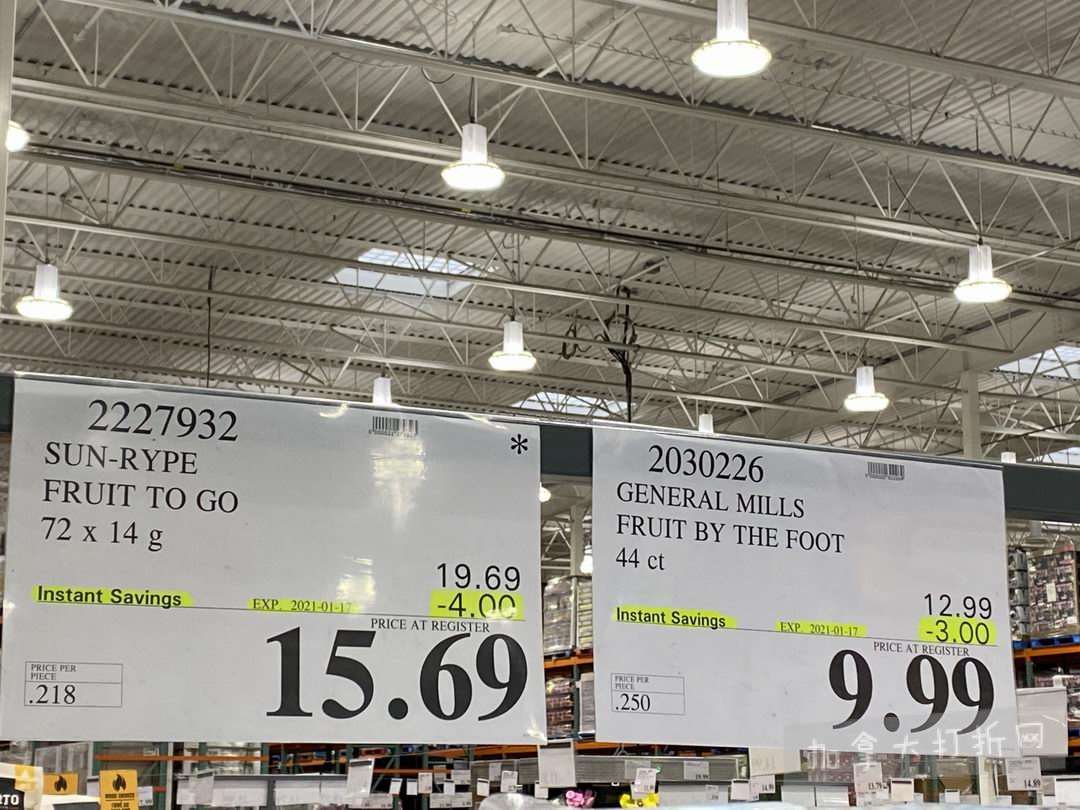 2227932
*
SUN-RYPE
FRUIT TO GO
72 x 14 g
19.69
Instant Savings EXP. 2021-01-17 -4.00
PRICE AT REGISTER
15.69
PRICE PER
PIECE
.218
2030226
GENERAL MILLS
FRUIT BY THE FOOT
44 ct
12.99
Instant Savings EXP. 2021-01-17 -3.00
PRICE AT REGISTER
9.99
PRICE PER
PIECE
.250
加拿大打折网